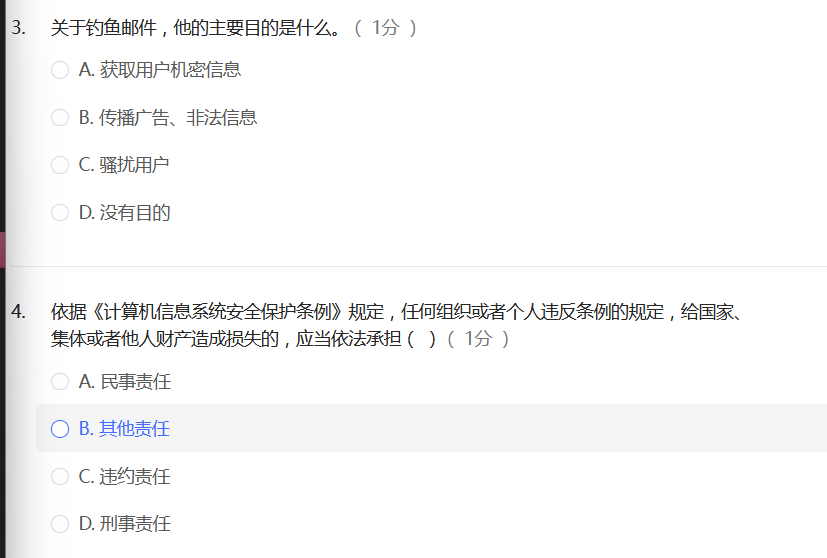 3. 关于钓鱼邮件，他的主要目的是什么。（ 1分 ）
A. 获取用户机密信息
B. 传播广告、非法信息
C. 骚扰用户
D. 没有目的
4. 依据《计算机信息系统安全保护条例》规定，任何组织或者个人违反条例的规定，给国家、
集体或者他人财产造成损失的，应当依法承担 ( )（ 1分 ）
A. 民事责任
B. 其他责任
C. 违约责任
D. 刑事责任